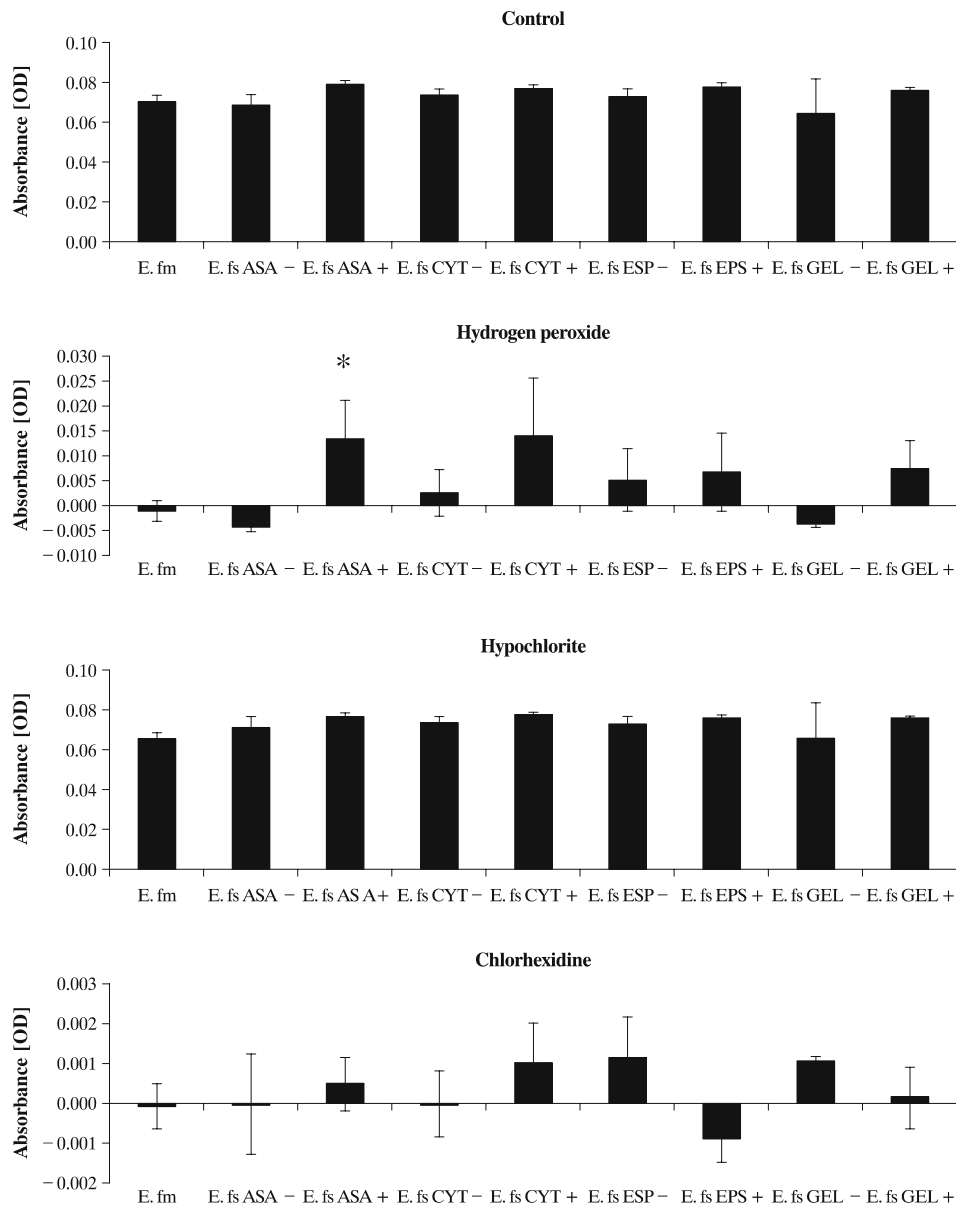 Control
Absorbance [OD]
0.10
0.08
0.06
0.04
0.02
0.00
E. fm E. fs ASA − E. fs ASA + E. fs CYT − E. fs CYT + E. fs ESP − E. fs EPS + E. fs GEL − E. fs GEL +
Hydrogen peroxide
Absorbance [OD]
0.030
*
0.025
0.020
0.015
0.010
0.005
0.000
−0.005
−0.010
E. fm E. fs ASA − E. fs ASA + E. fs CYT − E. fs CYT + E. fs ESP − E. fs EPS + E. fs GEL − E. fs GEL +
Hypochlorite
Absorbance [OD]
0.10
0.08
0.06
0.04
0.02
0.00
E. fm E. fs ASA − E. fs AS A+ E. fs CYT − E. fs CYT + E. fs ESP − E. fs EPS + E. fs GEL − E. fs GEL +
Chlorhexidine
Absorbance [OD]
0.003
0.002
0.001
0.000
−0.001
−0.002
E. fm E. fs ASA − E. fs ASA + E. fs CYT − E. fs CYT + E. fs ESP − E. fs EPS + E. fs GEL − E. fs GEL +